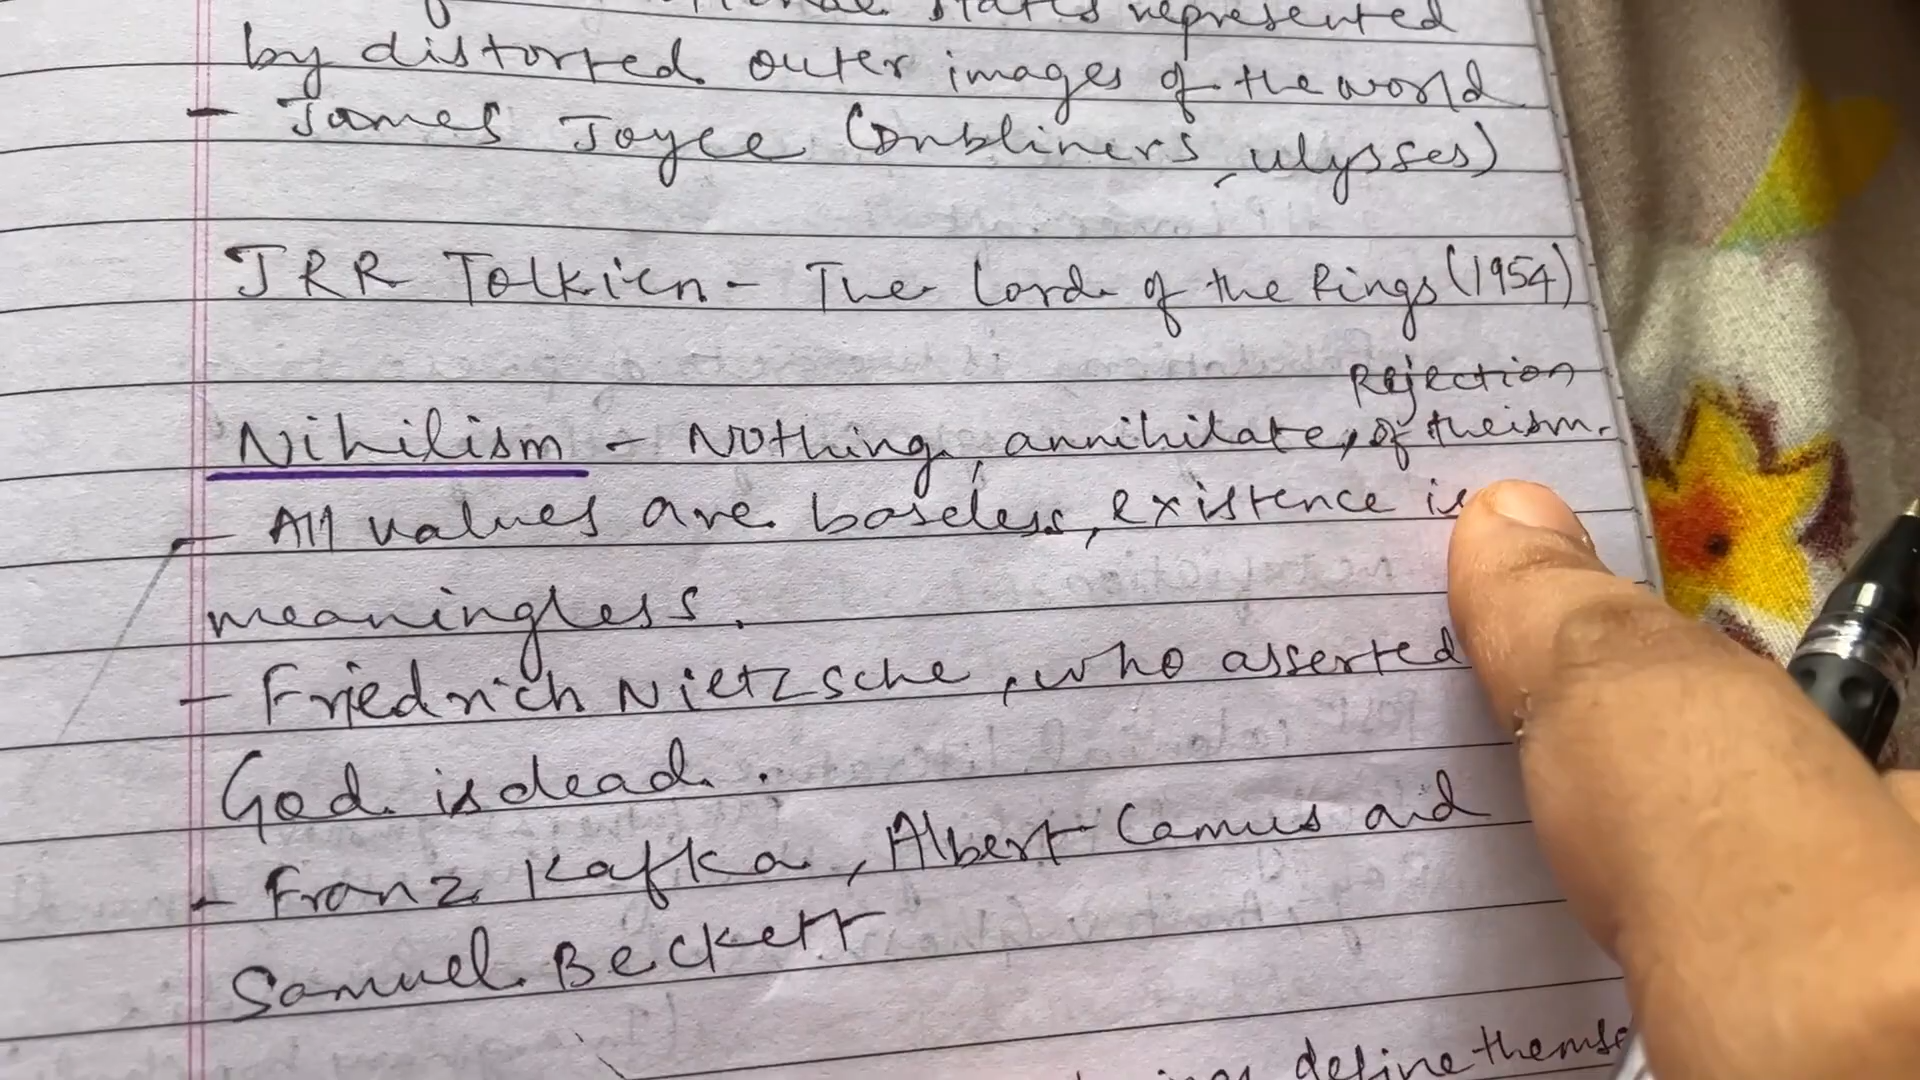 states represented
by distorted outer images of the world
- James Joyce (Dubliners, ulysses)
JRR Tolkien - The Lord of the Rings (1954)
Rejection
Nihilism - Nothing, annihilate, of theism.
- All values are baseless, existence is
meaningless.
- Friedrich Nietzsche, who asserted
God is dead.
- Franz Kafka, Albert Camus and
Samuel Beckett
define themse